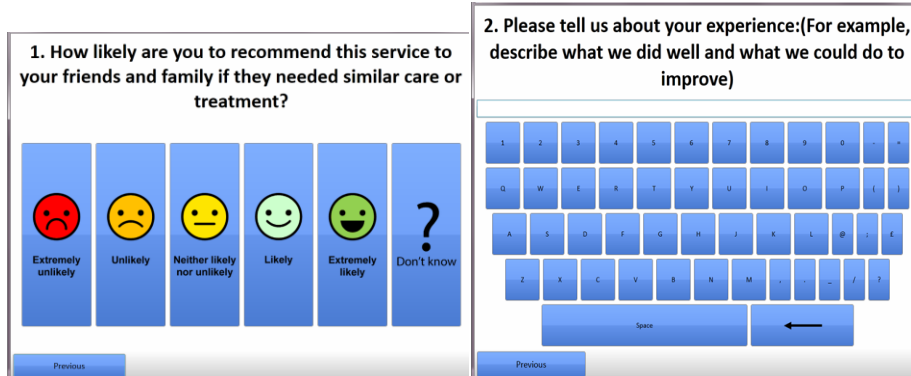 1. How likely are you to recommend this service to
your friends and family if they needed similar care or
treatment?
?
Extremely
unlikely
Unlikely
Neither likely
nor unlikely
Likely
Extremely
likely
Don't know
Previous
2. Please tell us about your experience:(For example,
describe what we did well and what we could do to
improve)
1 2 3 4 5 6 7 8 9 0 -
Q W E R T Y U I O P ( )
A S D F G H J K L @ : £
Z X C V B N M , . _ / ?
Space
Previous